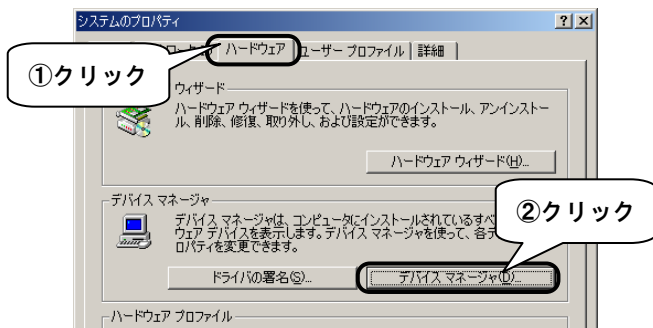 システムのプロパティ
ハードウェア ユーザー プロファイル 詳細
①クリック
ウィザード
ハードウェア ウィザードを使って、ハードウェアのインストール、アンインストー
ル、削除、修復、取り外し、および設定ができます。
ハードウェア ウィザード(H)...
デバイス マネージャ
②クリック
デバイス マネージャは、コンピュータにインストールされているすべ
ウェア デバイスを表示します。デバイス マネージャを使って、各デ
ロパティを変更できます。
ドライバの署名(S)... デバイス マネージャ(D)...
ハードウェア プロファイル